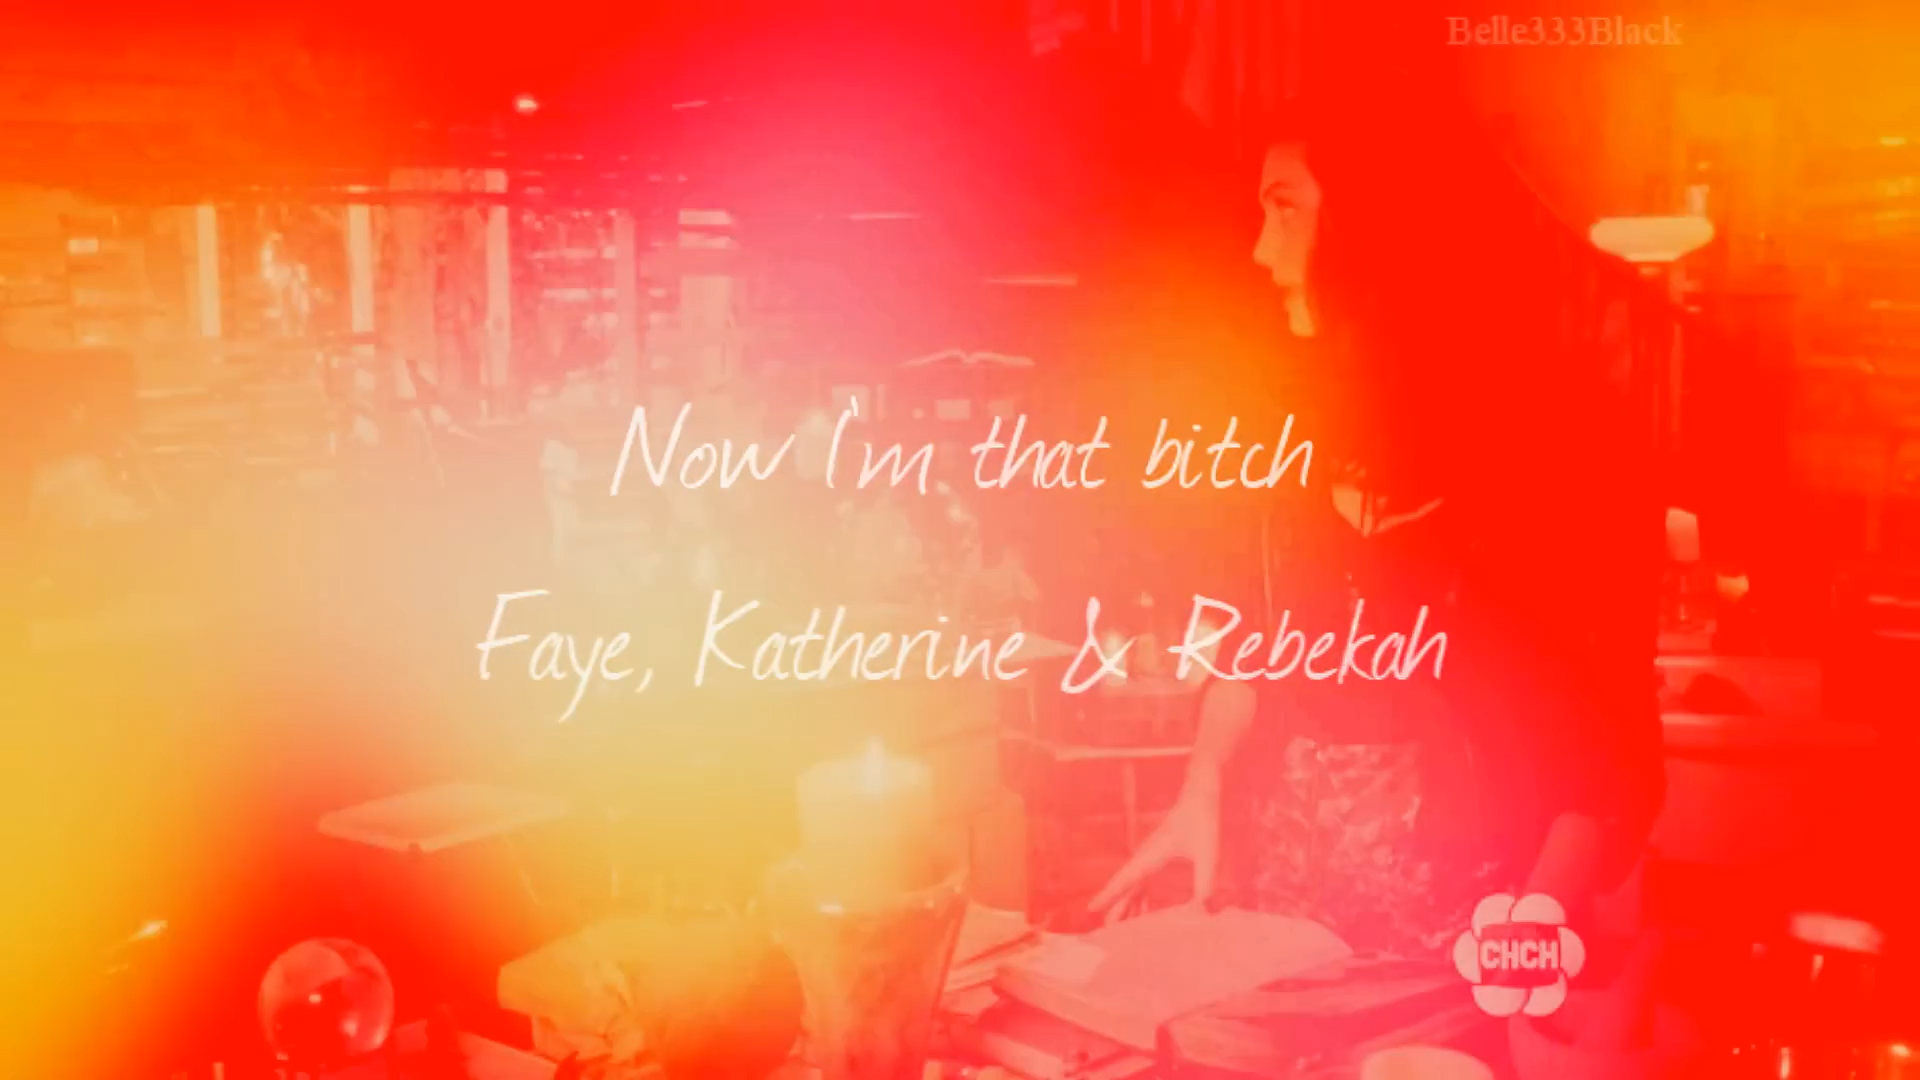 Belle333Black
Now I'm that bitch
Faye, Katherine & Rebekah
CHCH